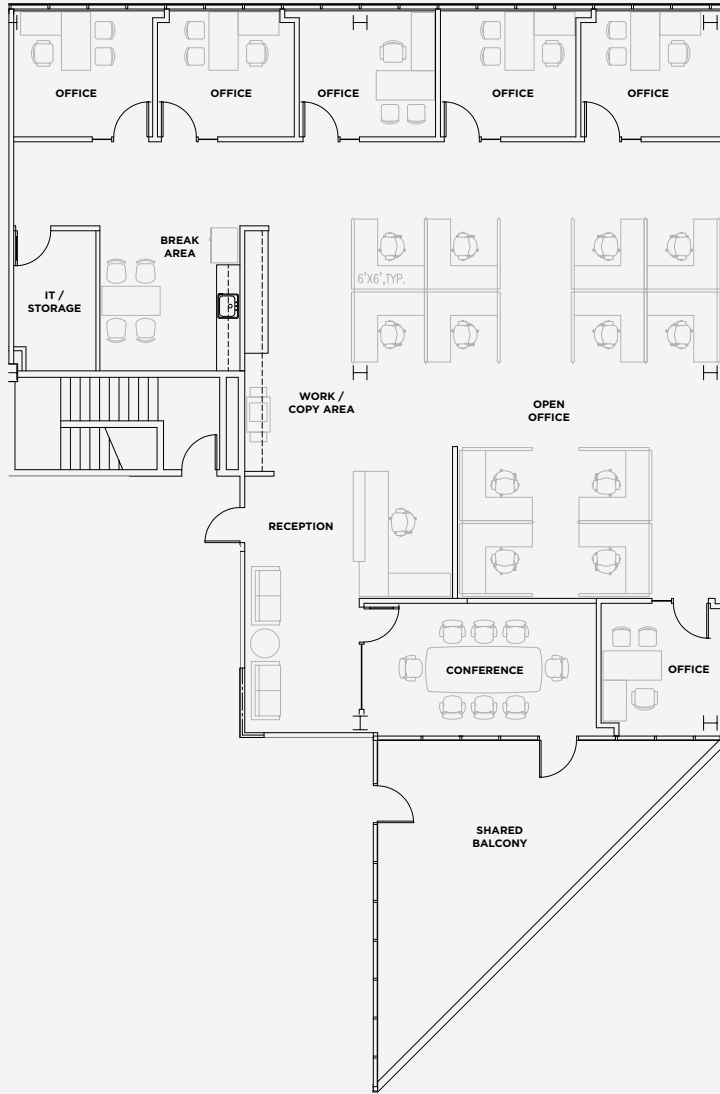 OFFICE
OFFICE
OFFICE
OFFICE
OFFICE
BREAK
AREA
6'X6',TYP.
IT /
STORAGE
WORK /
COPY AREA
OPEN
OFFICE
RECEPTION
CONFERENCE
OFFICE
SHARED
BALCONY